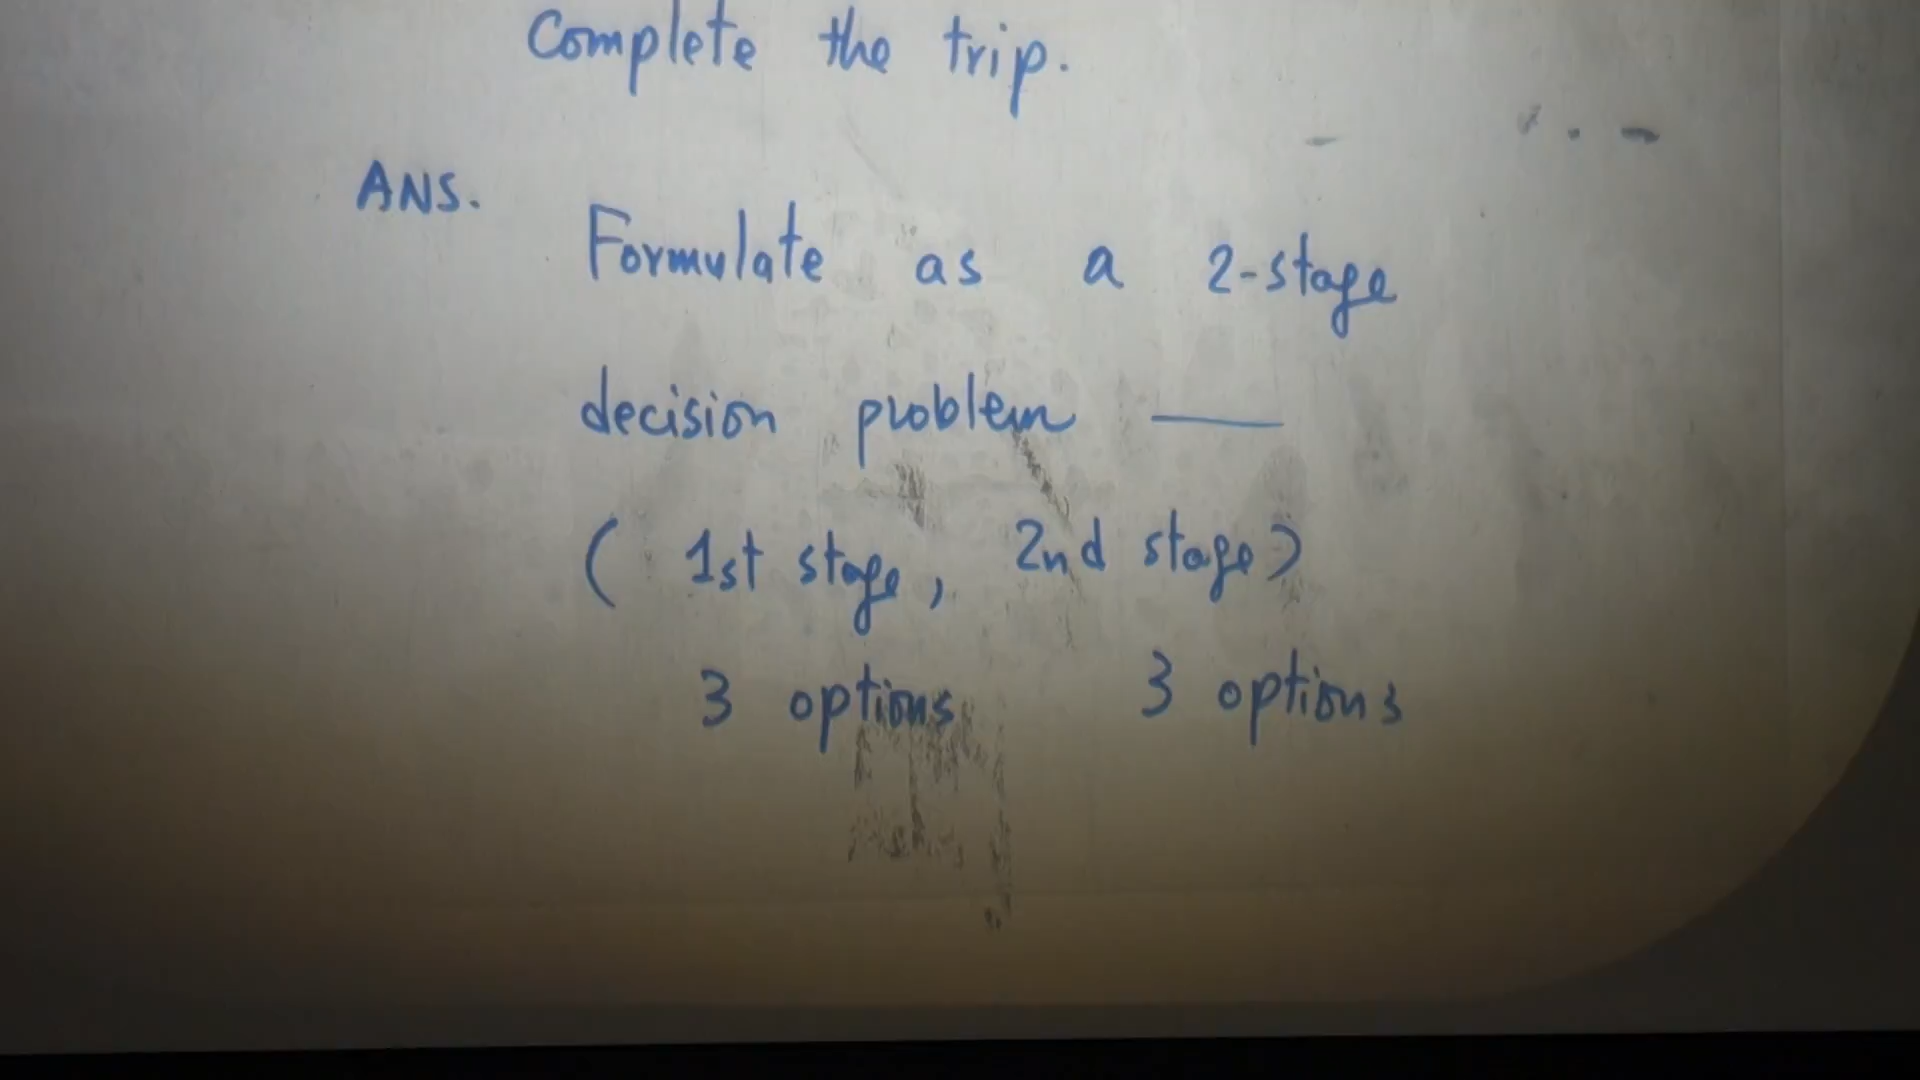 Complete the trip.
ANS.
Formulate as a 2-stage
decision problem —
( 1st stage, 2nd stage)
3 options 3 options